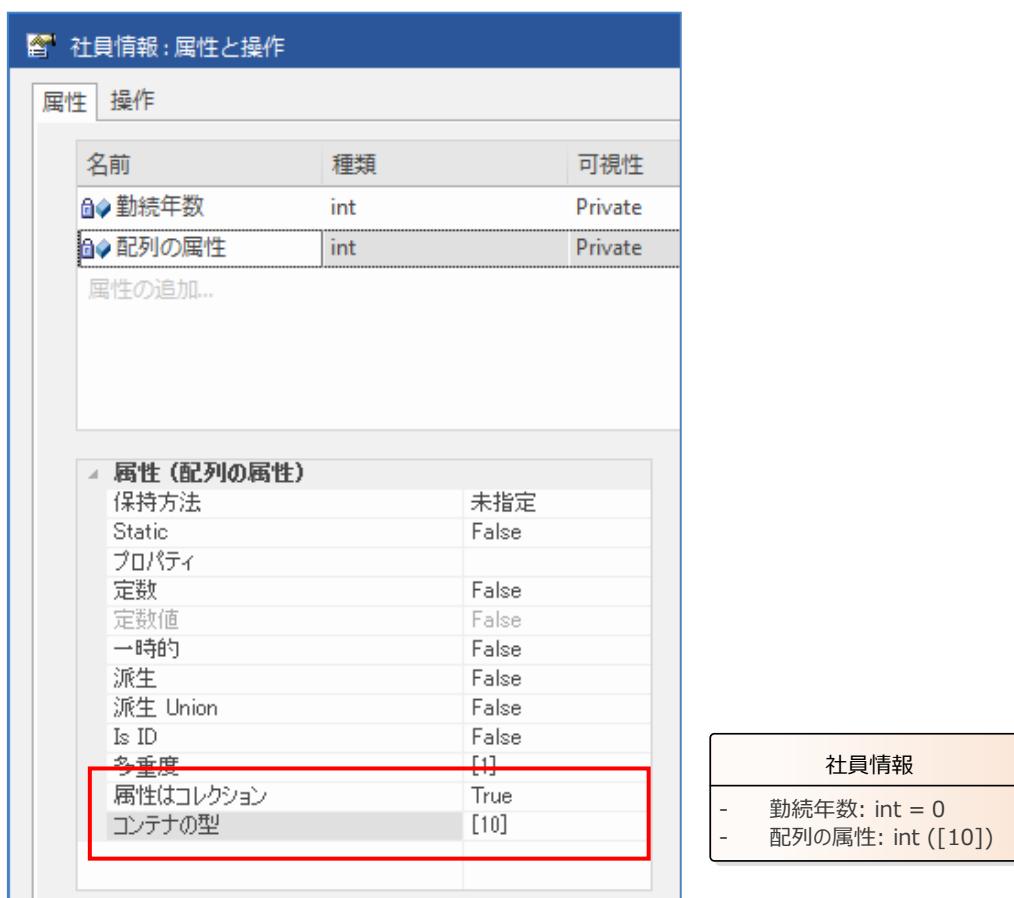 社員情報 : 属性と操作
属性 操作
名前 種類 可視性
勤続年数 int Private
配列の属性 int Private
属性の追加...
属性 (配列の属性)
保持方法 未指定
Static False
プロパティ
定数 False
定数値 False
一時的 False
派生 False
派生 Union False
Is ID False
多重度 [1]
属性はコレクション True
コンテナの型 [10]
社員情報
- 勤続年数: int = 0
- 配列の属性: int ([10])